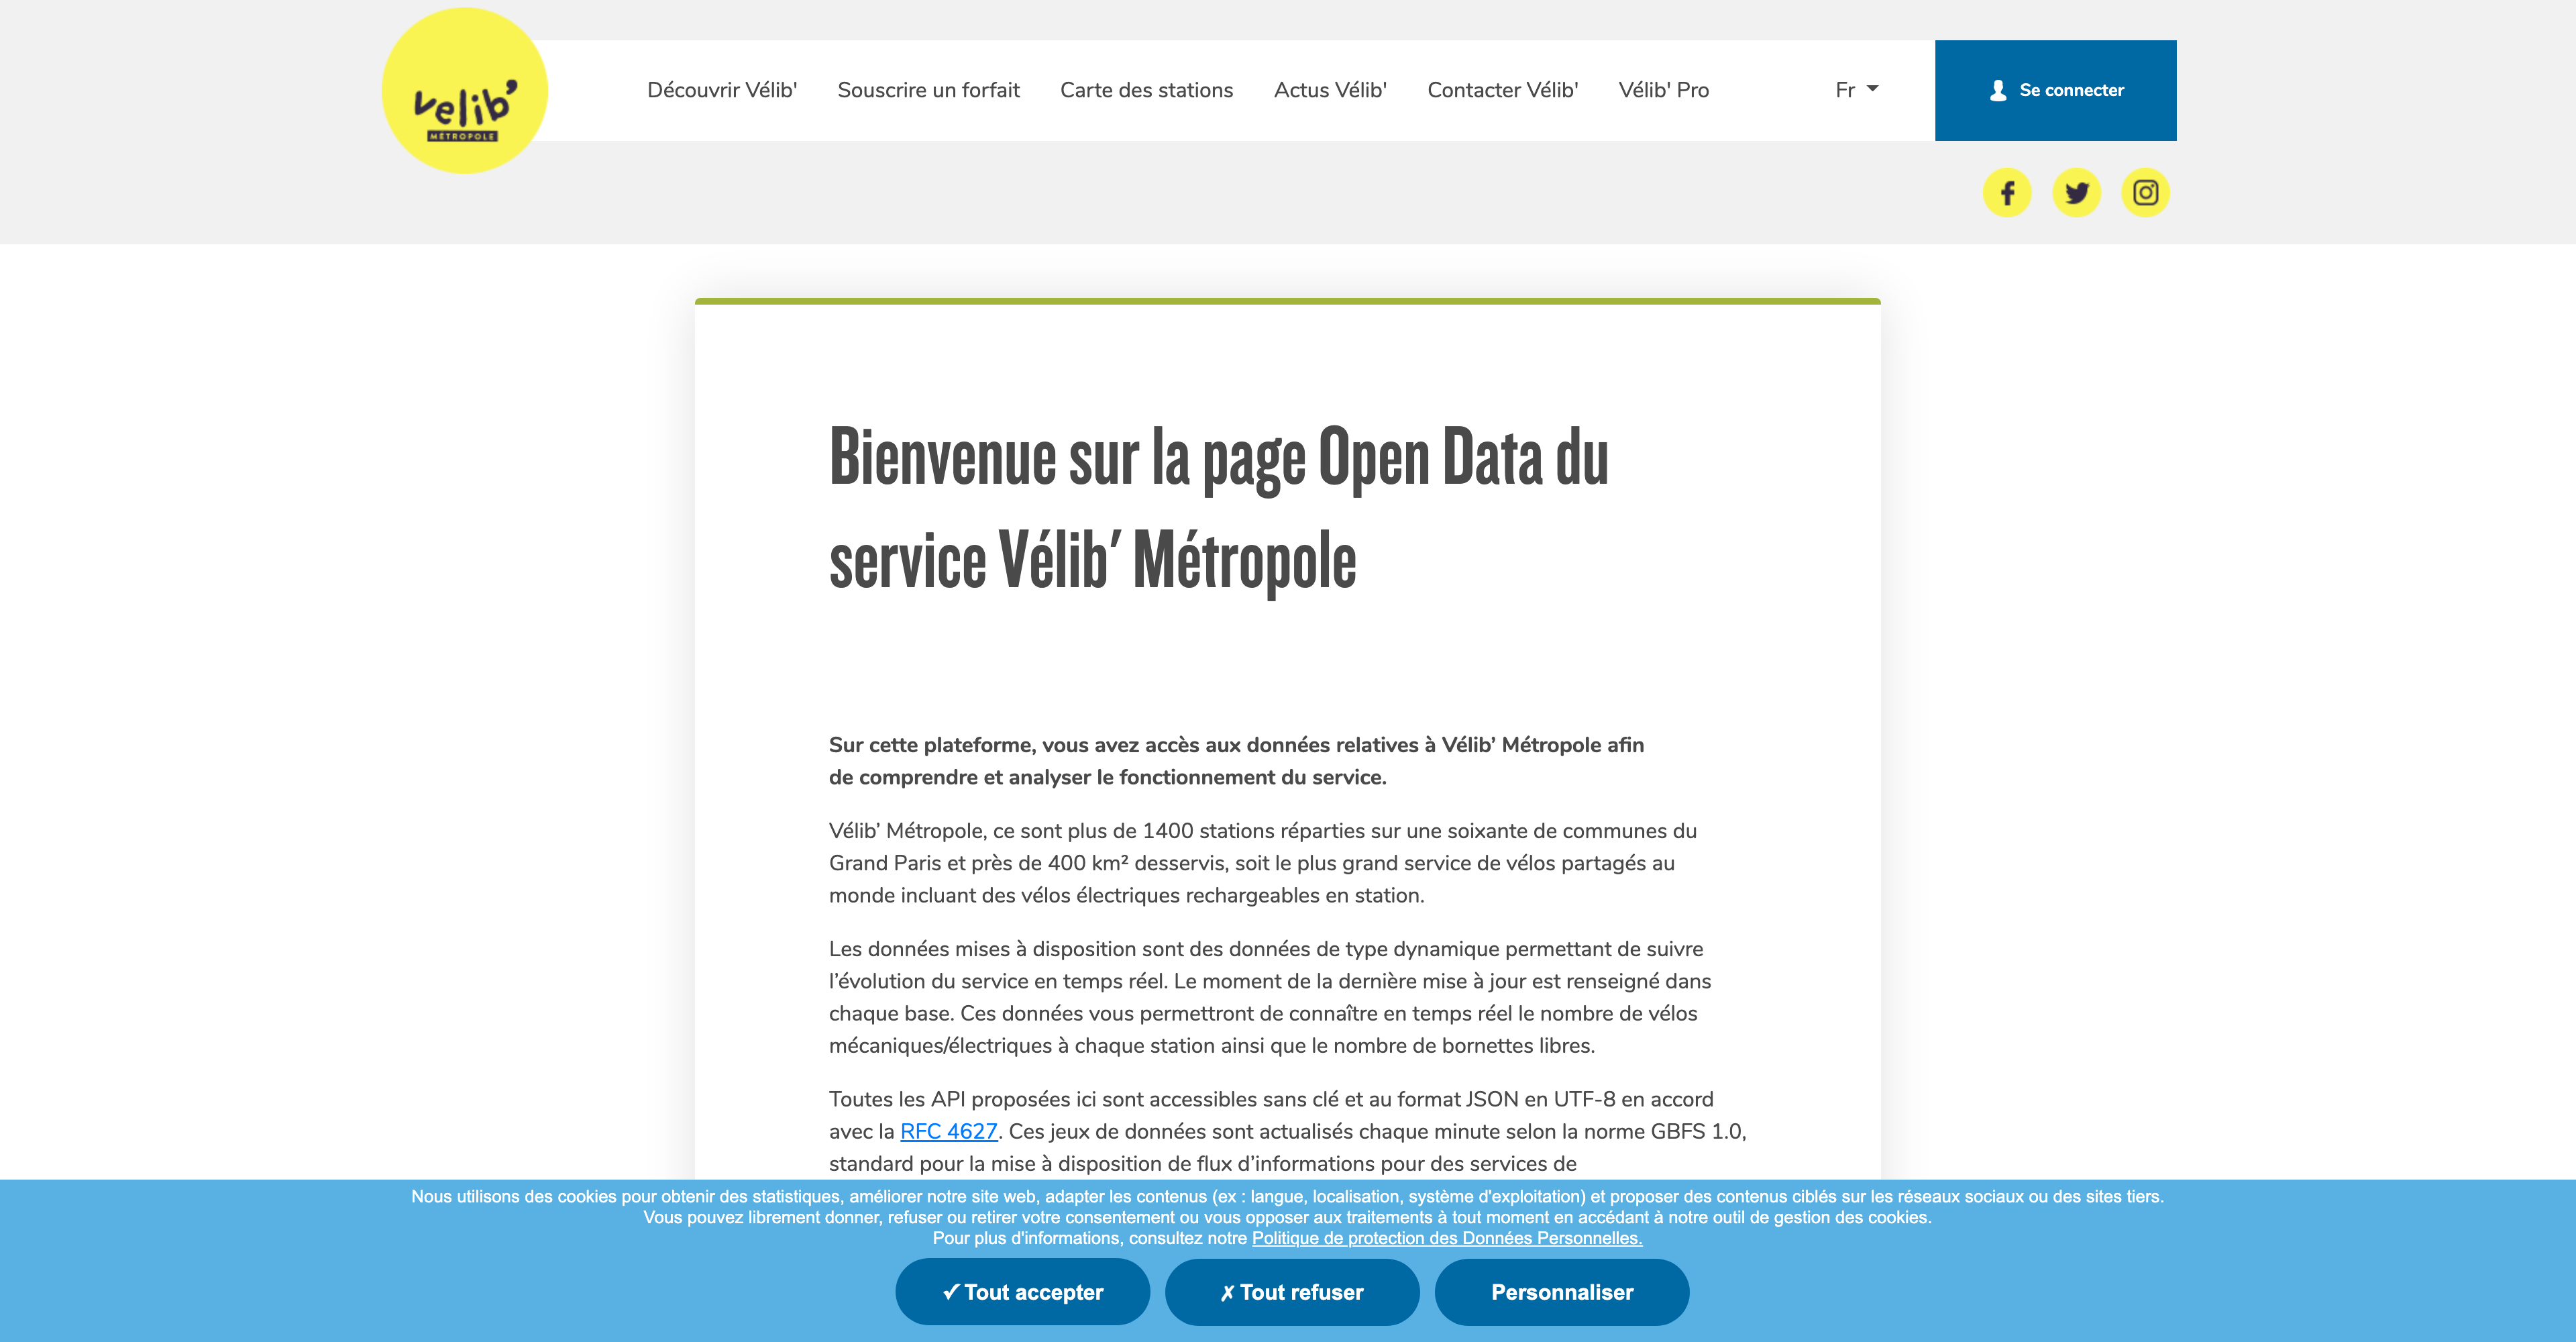 velib'
MÉTROPOLE
Découvrir Vélib' Souscrire un forfait Carte des stations Actus Vélib' Contacter Vélib' Vélib' Pro Fr Se connecter
Bienvenue sur la page Open Data du
service Vélib’ Métropole
Sur cette plateforme, vous avez accès aux données relatives à Vélib’ Métropole afin
de comprendre et analyser le fonctionnement du service.
Vélib’ Métropole, ce sont plus de 1400 stations réparties sur une soixante de communes du
Grand Paris et près de 400 km² desservis, soit le plus grand service de vélos partagés au
monde incluant des vélos électriques rechargeables en station.
Les données mises à disposition sont des données de type dynamique permettant de suivre
l’évolution du service en temps réel. Le moment de la dernière mise à jour est renseigné dans
chaque base. Ces données vous permettront de connaître en temps réel le nombre de vélos
mécaniques/électriques à chaque station ainsi que le nombre de bornettes libres.
Toutes les API proposées ici sont accessibles sans clé et au format JSON en UTF-8 en accord
avec la RFC 4627. Ces jeux de données sont actualisés chaque minute selon la norme GBFS 1.0,
standard pour la mise à disposition de flux d’informations pour des services de
Nous utilisons des cookies pour obtenir des statistiques, améliorer notre site web, adapter les contenus (ex : langue, localisation, système d'exploitation) et proposer des contenus ciblés sur les réseaux sociaux ou des sites tiers.
Vous pouvez librement donner, refuser ou retirer votre consentement ou vous opposer aux traitements à tout moment en accédant à notre outil de gestion des cookies.
Pour plus d'informations, consultez notre Politique de protection des Données Personnelles.
✓ Tout accepter ✗ Tout refuser Personnaliser